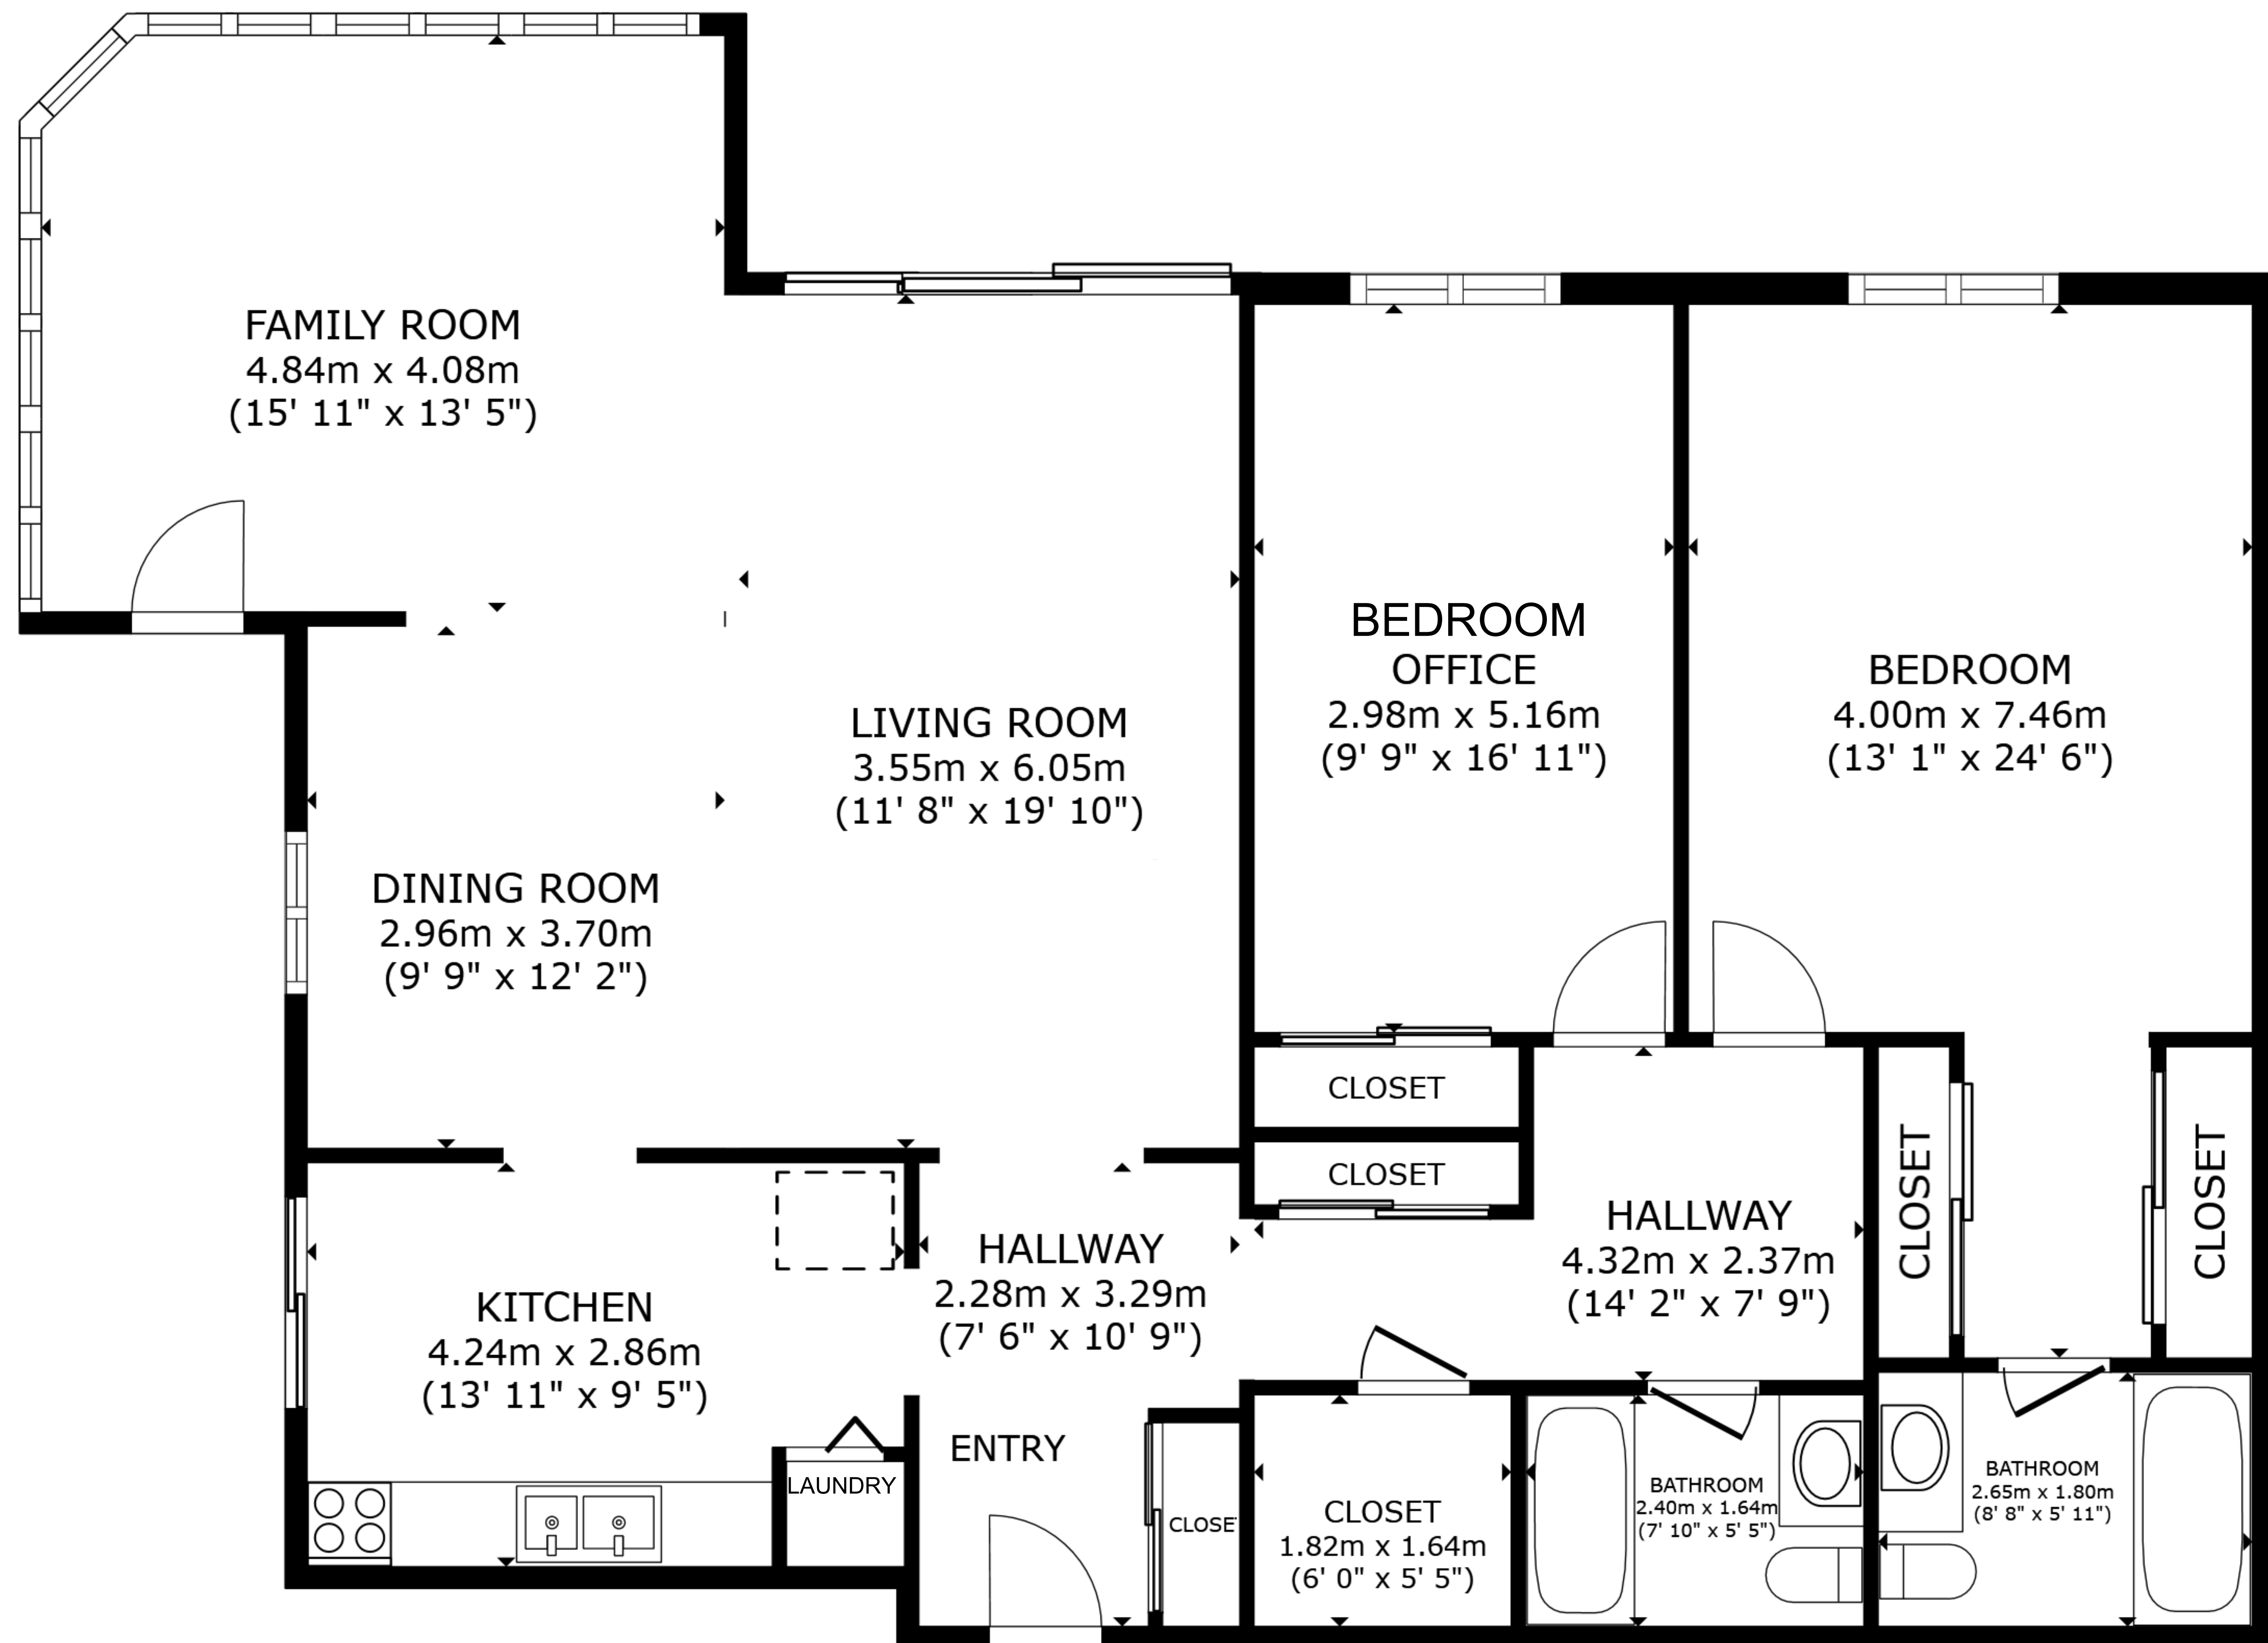 FAMILY ROOM
4.84m x 4.08m
(15' 11" x 13' 5")
BEDROOM
OFFICE
2.98m x 5.16m
(9' 9" x 16' 11")
BEDROOM
4.00m x 7.46m
(13' 1" x 24' 6")
LIVING ROOM
3.55m x 6.05m
(11' 8" x 19' 10")
DINING ROOM
2.96m x 3.70m
(9' 9" x 12' 2")
CLOSET
CLOSET
CLOSET
CLOSET
HALLWAY
4.32m x 2.37m
(14' 2" x 7' 9")
HALLWAY
2.28m x 3.29m
(7' 6" x 10' 9")
KITCHEN
4.24m x 2.86m
(13' 11" x 9' 5")
ENTRY
LAUNDRY
CLOSE
CLOSET
1.82m x 1.64m
(6' 0" x 5' 5")
BATHROOM
2.40m x 1.64m
(7' 10" x 5' 5")
BATHROOM
2.65m x 1.80m
(8' 8" x 5' 11")